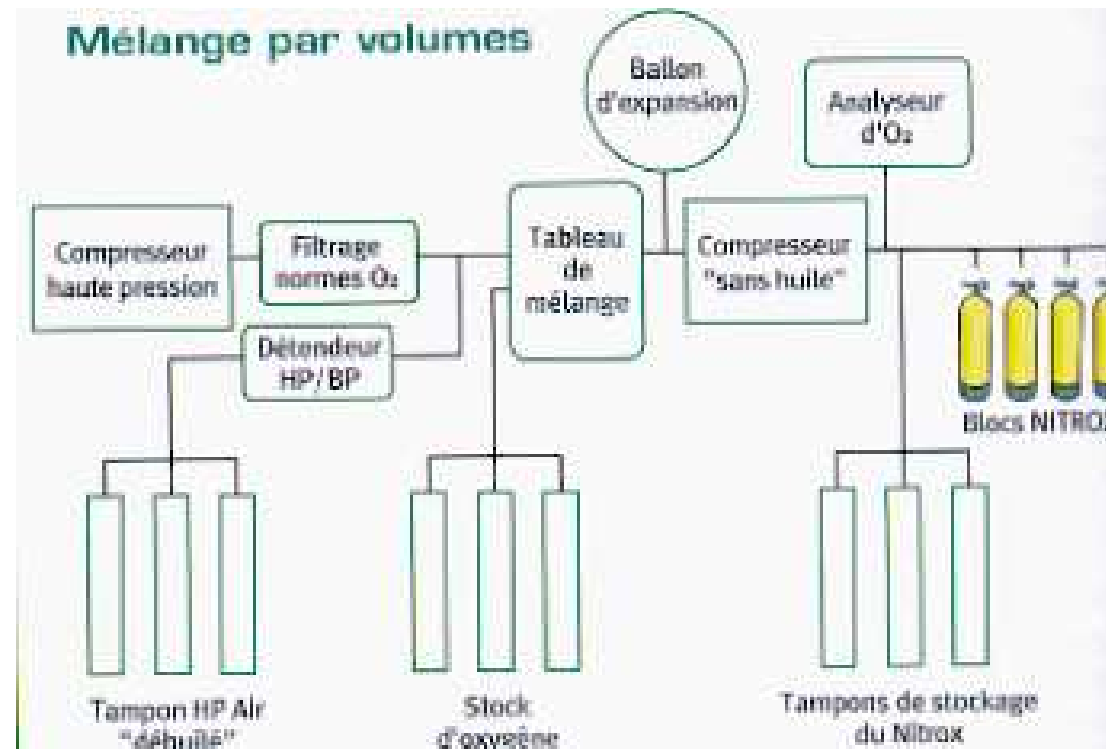 Mélange par volumes
Ballon
d'expansion
Analyseur
d'O₂
Compresseur
haute pression
Filtrage
normes O₂
Tableau
de
mélange
Compresseur
"sans huile"
Détendeur
HP/BP
Blocs NITROX
Tampon HP Air
"déhuilé"
Stock
d'oxygène
Tampons de stockage
du Nitrox